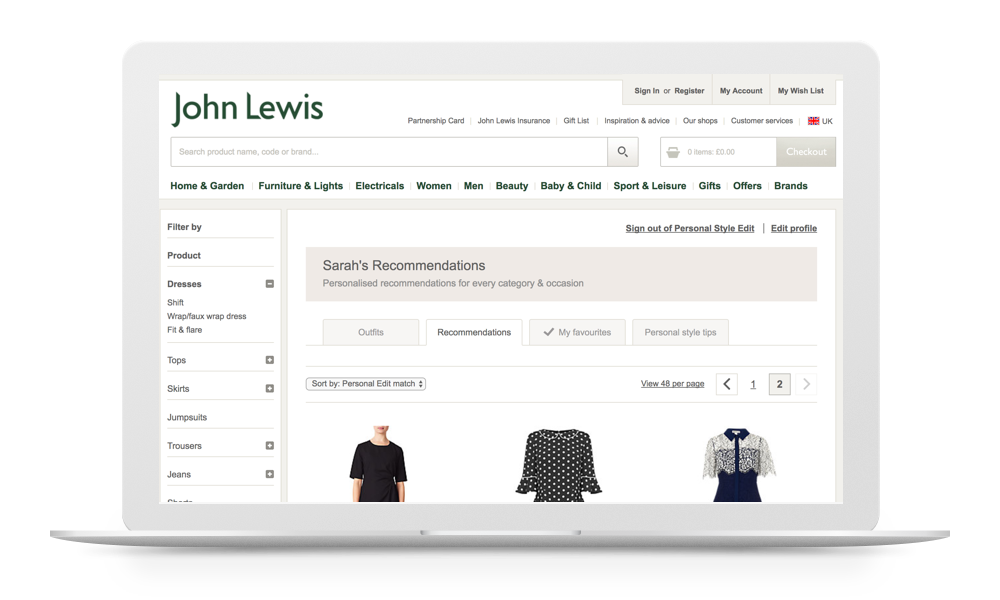 Sign In or Register My Account My Wish List
John Lewis
Partnership Card John Lewis Insurance Gift List Inspiration & advice Our shops Customer services UK
Search product name, code or brand...
0 items: £0.00 Checkout
Home & Garden Furniture & Lights Electricals Women Men Beauty Baby & Child Sport & Leisure Gifts Offers Brands
Filter by
Product
Dresses
Shift
Wrap/faux wrap dress
Fit & flare
Tops
Skirts
Jumpsuits
Trousers
Jeans
Sign out of Personal Style Edit Edit profile
Sarah's Recommendations
Personalised recommendations for every category & occasion
Outfits Recommendations My favourites Personal style tips
Sort by: Personal Edit match
View 48 per page 1 2